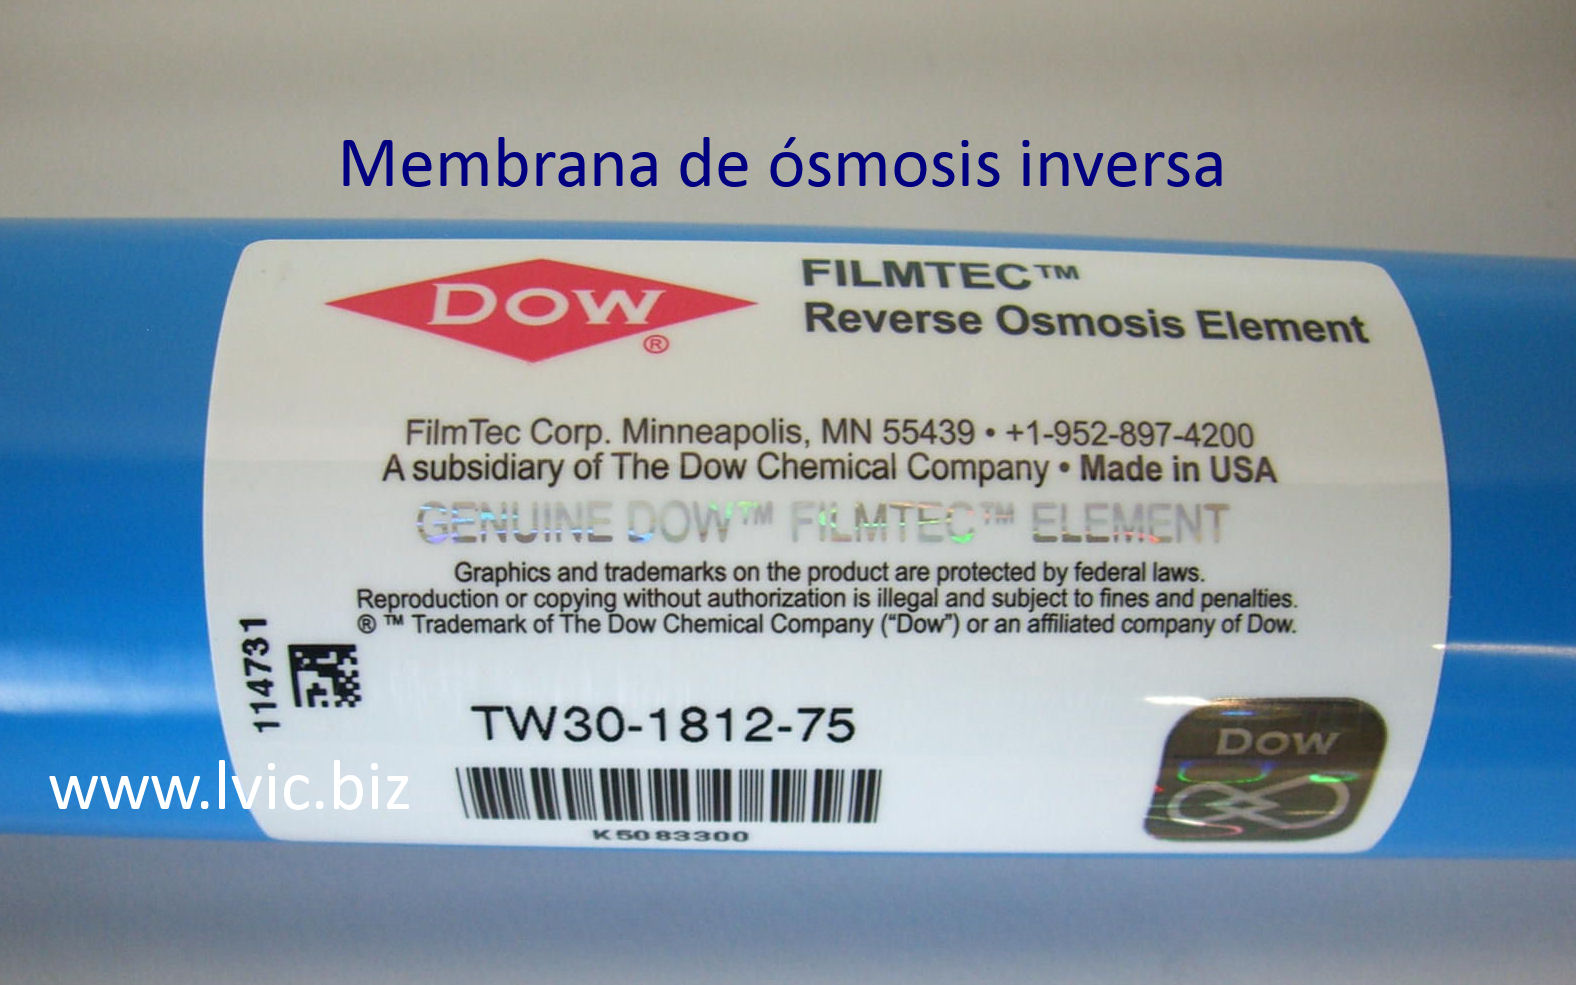 Membrana de ósmosis inversa
DOW®
FILMTEC™
Reverse Osmosis Element
FilmTec Corp. Minneapolis, MN 55439 • +1-952-897-4200
A subsidiary of The Dow Chemical Company • Made in USA
GENUINE DOW™ FILMTEC™ ELEMENT
Graphics and trademarks on the product are protected by federal laws.
Reproduction or copying without authorization is illegal and subject to fines and penalties.
® ™ Trademark of The Dow Chemical Company (“Dow”) or an affiliated company of Dow.
114731
TW30-1812-75
DOW
www.lvic.biz
K5083300